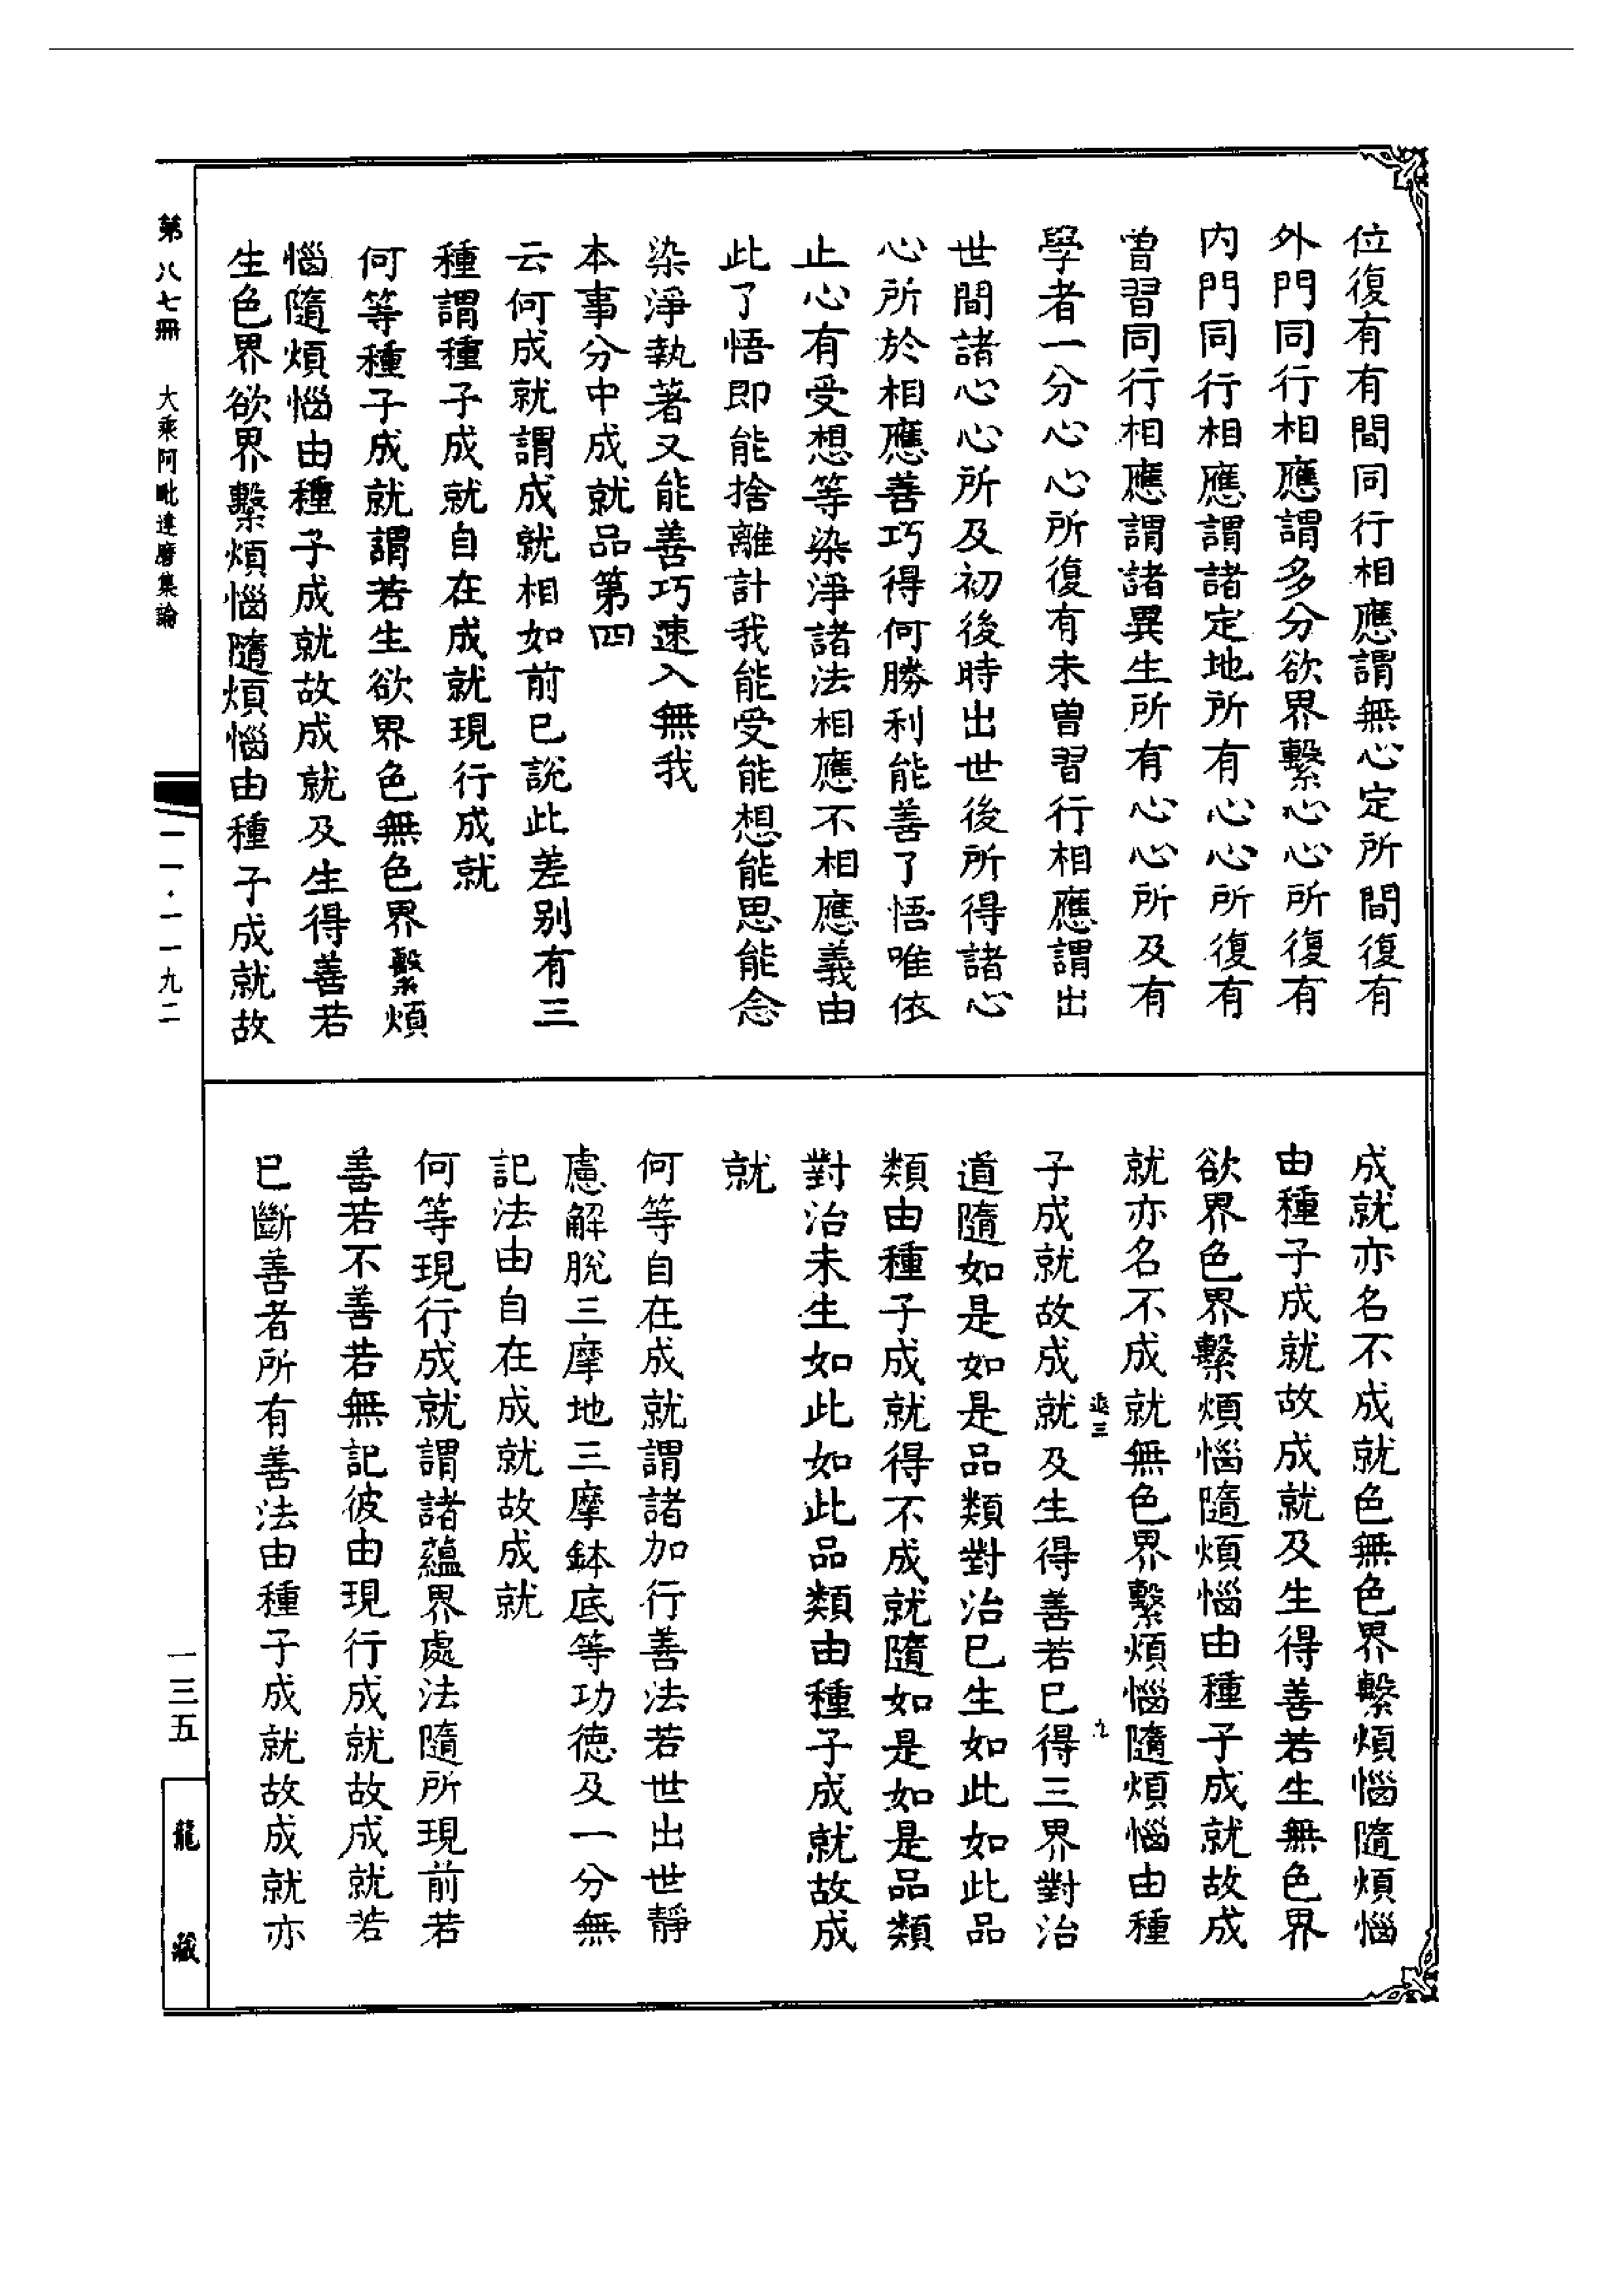 位復有有間同行相應謂無心定所間復有
外門同行相應謂多分欲界繫心心所復有
内門同行相應謂諸定地所有心心所復有
曾習同行相應謂諸異生所有心心所及有
學者一分心心所復有未曾習行相應謂出
世間諸心心所及初後時出世後所得諸心
心所於相應善巧得何勝利能善了悟唯依
止心有受想等染淨諸法相應不相應義由
此了悟即能捨離計我能受能想能思能念
染淨執著又能善巧速入無我
本事分中成就品第四
云何成就謂成就相如前已說此差别有三
種謂種子成就自在成就現行成就
何等種子成就謂若生欲界色無色界繫煩
惱隨煩惱由種子成就故成就及生得善若
生色界欲界繫煩惱隨煩惱由種子成就故
成就亦名不成就色無色界繫煩惱隨煩惱
由種子成就故成就及生得善若生無色界
欲界色界繫煩惱隨煩惱由種子成就故成
就亦名不成就無色界繫煩惱隨煩惱由種
子成就故成就及生得善若已得三界對治
道隨如是如是品類對治已生如此如此品
類由種子成就得不成就隨如是如是品類
對治未生如此如此品類由種子成就故成
就
何等自在成就謂諸加行善法若世出世靜
慮解脫三摩地三摩鉢底等功德及一分無
記法由自在成就故成就
何等現行成就謂諸蘊界處法隨所現前若
善若不善若無記彼由現行成就故成就若
已斷善者所有善法由種子成就故成就亦
第八七冊
大乘阿毗達磨集論
一一·一一九二
一三五
龍藏